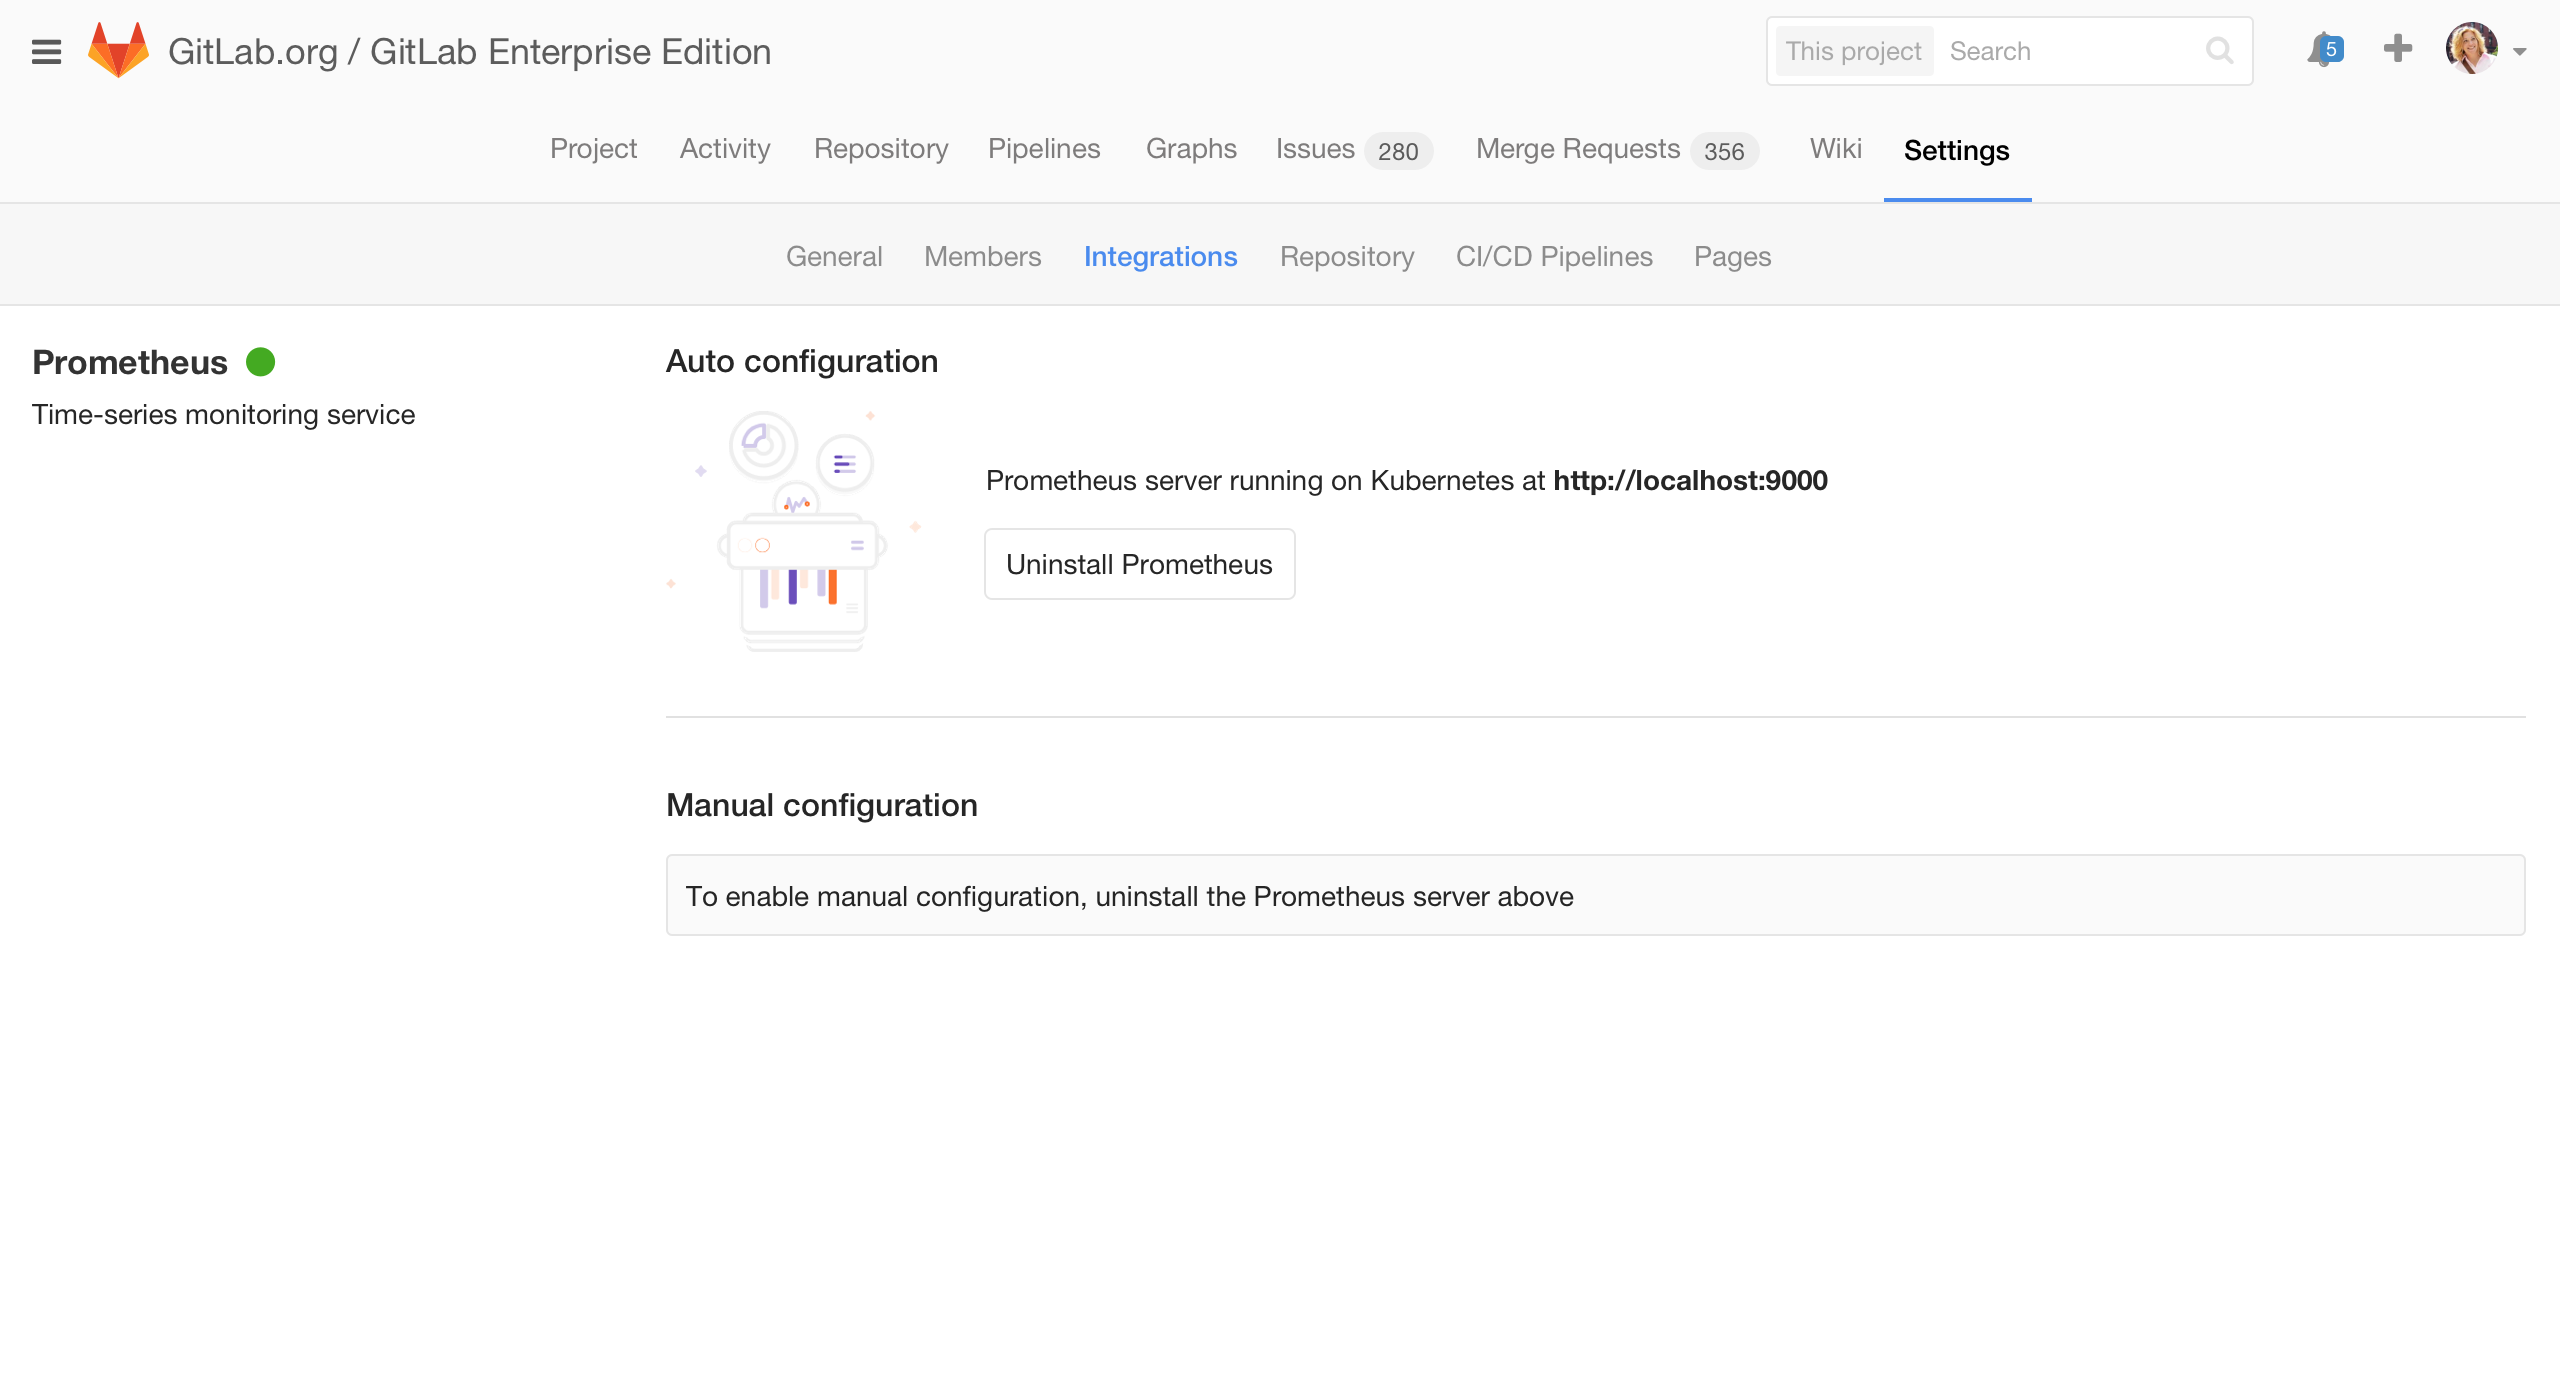 GitLab.org / GitLab Enterprise Edition
This project Search
5
Project Activity Repository Pipelines Graphs Issues 280 Merge Requests 356 Wiki Settings
General Members Integrations Repository CI/CD Pipelines Pages
Prometheus
Time-series monitoring service
Auto configuration
Prometheus server running on Kubernetes at http://localhost:9000
Uninstall Prometheus
Manual configuration
To enable manual configuration, uninstall the Prometheus server above